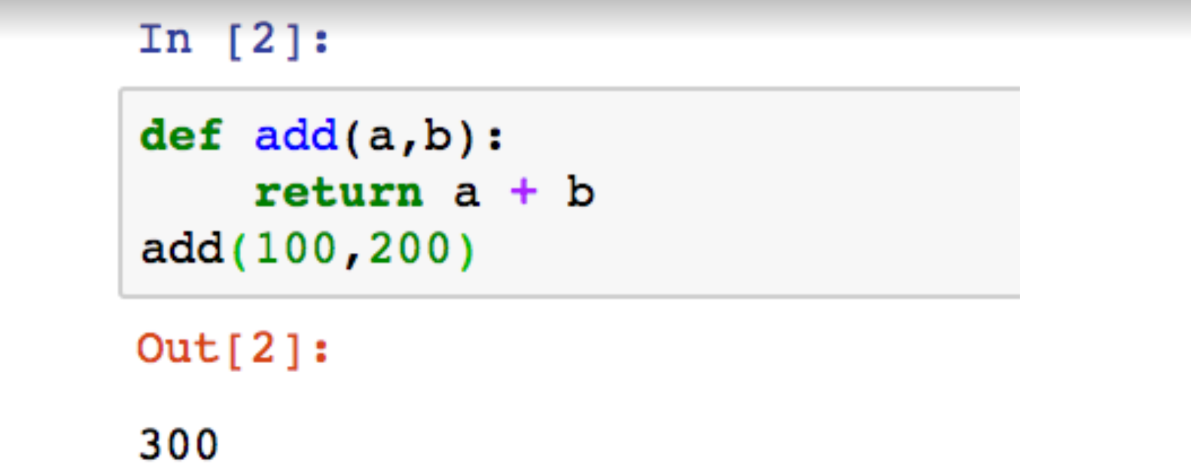 In [2]:
def add(a,b):
    return a + b
add(100,200)
Out[2]:
300